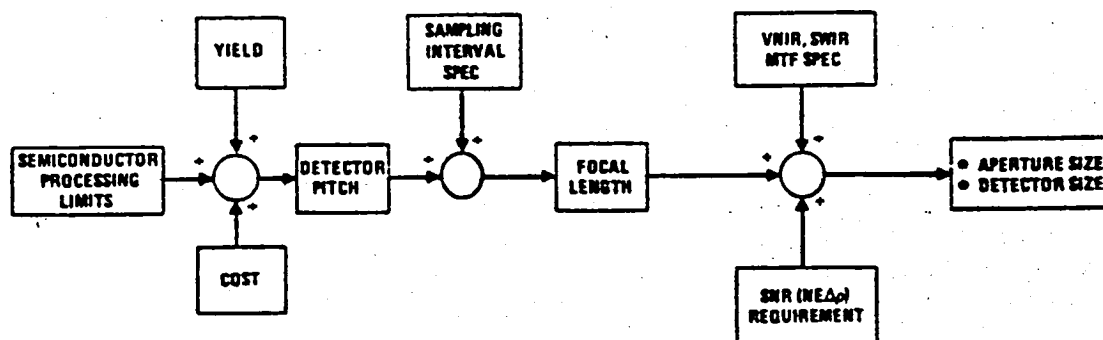 YIELD
SAMPLING
INTERVAL
SPEC
VNIR, SWIR
MTF SPEC
SEMICONDUCTOR
PROCESSING
LIMITS
DETECTOR
PITCH
FOCAL
LENGTH
• APERTURE SIZE
• DETECTOR SIZE
COST
SNR (NEΔρ)
REQUIREMENT
+
+
+
+
+
+
+
+